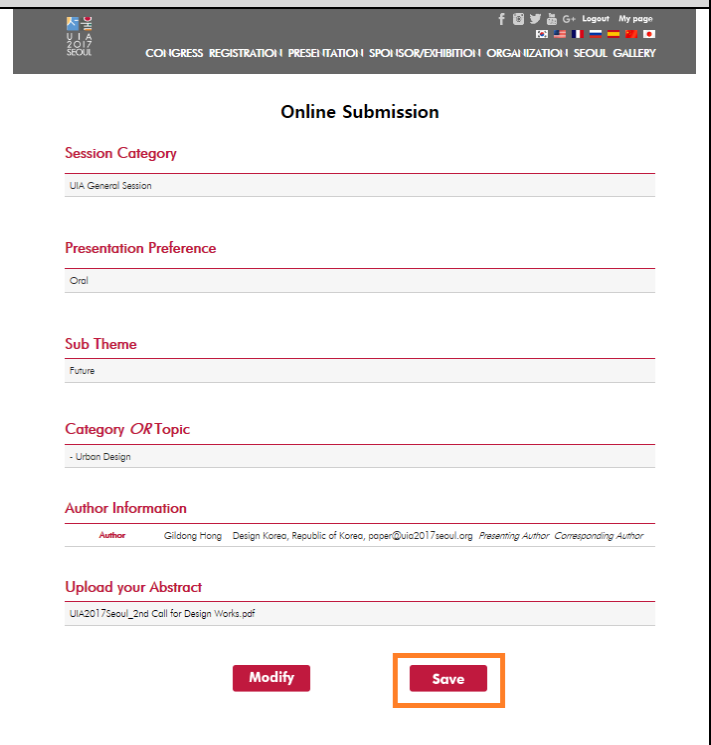 UIA
2017
SEOUL
G+ Logout My page
CONGRESS REGISTRATION PRESENTATION SPONSOR/EXHIBITION ORGANIZATION SEOUL GALLERY
Online Submission
Session Category
UIA General Session
Presentation Preference
Oral
Sub Theme
Future
Category OR Topic
- Urban Design
Author Information
Author Gildong Hong Design Korea, Republic of Korea, paper@uia2017seoul.org Presenting Author Corresponding Author
Upload your Abstract
UIA2017Seoul_2nd Call for Design Works.pdf
Modify Save